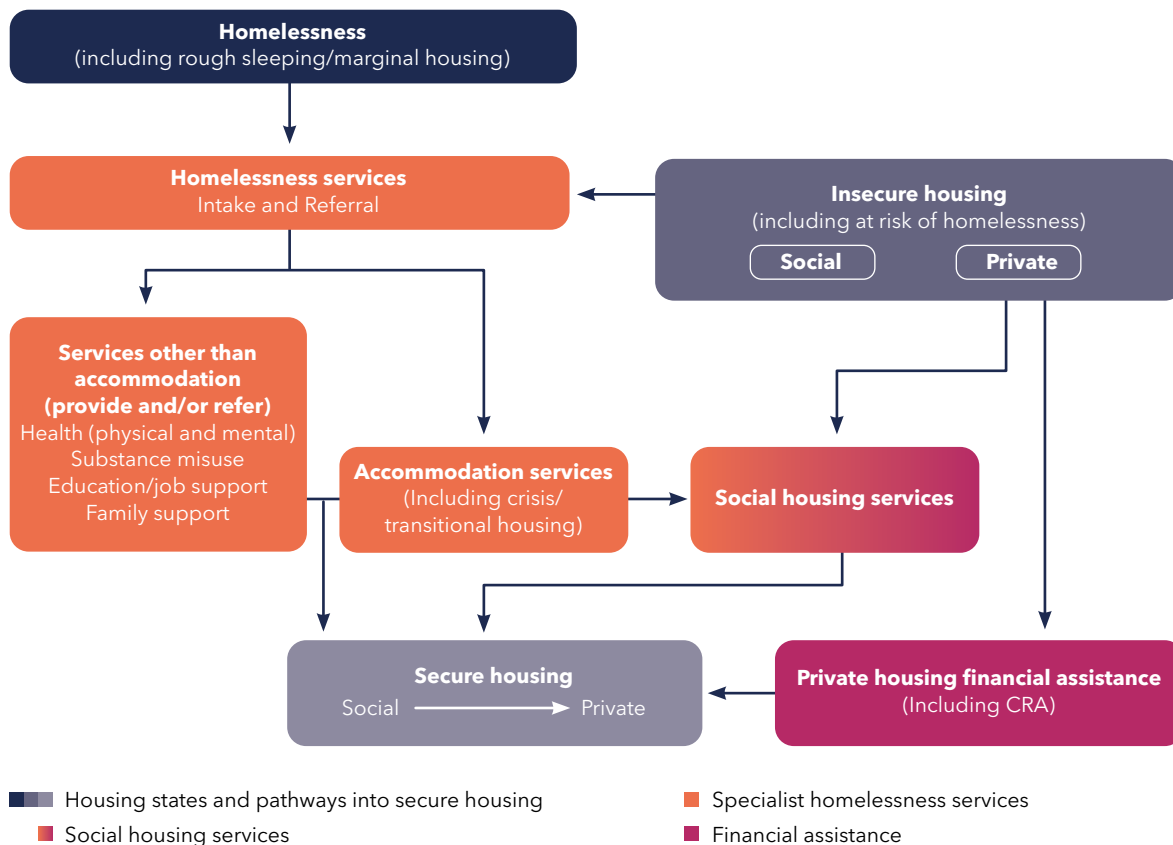 Homelessness
(including rough sleeping/marginal housing)
Homelessness services
Intake and Referral
Insecure housing
(including at risk of homelessness)
Social
Private
Services other than
accommodation
(provide and/or refer)
Health (physical and mental)
Substance misuse
Education/job support
Family support
Accommodation services
(Including crisis/
transitional housing)
Social housing services
Secure housing
Social
Private
Private housing financial assistance
(Including CRA)
Housing states and pathways into secure housing
Specialist homelessness services
Social housing services
Financial assistance